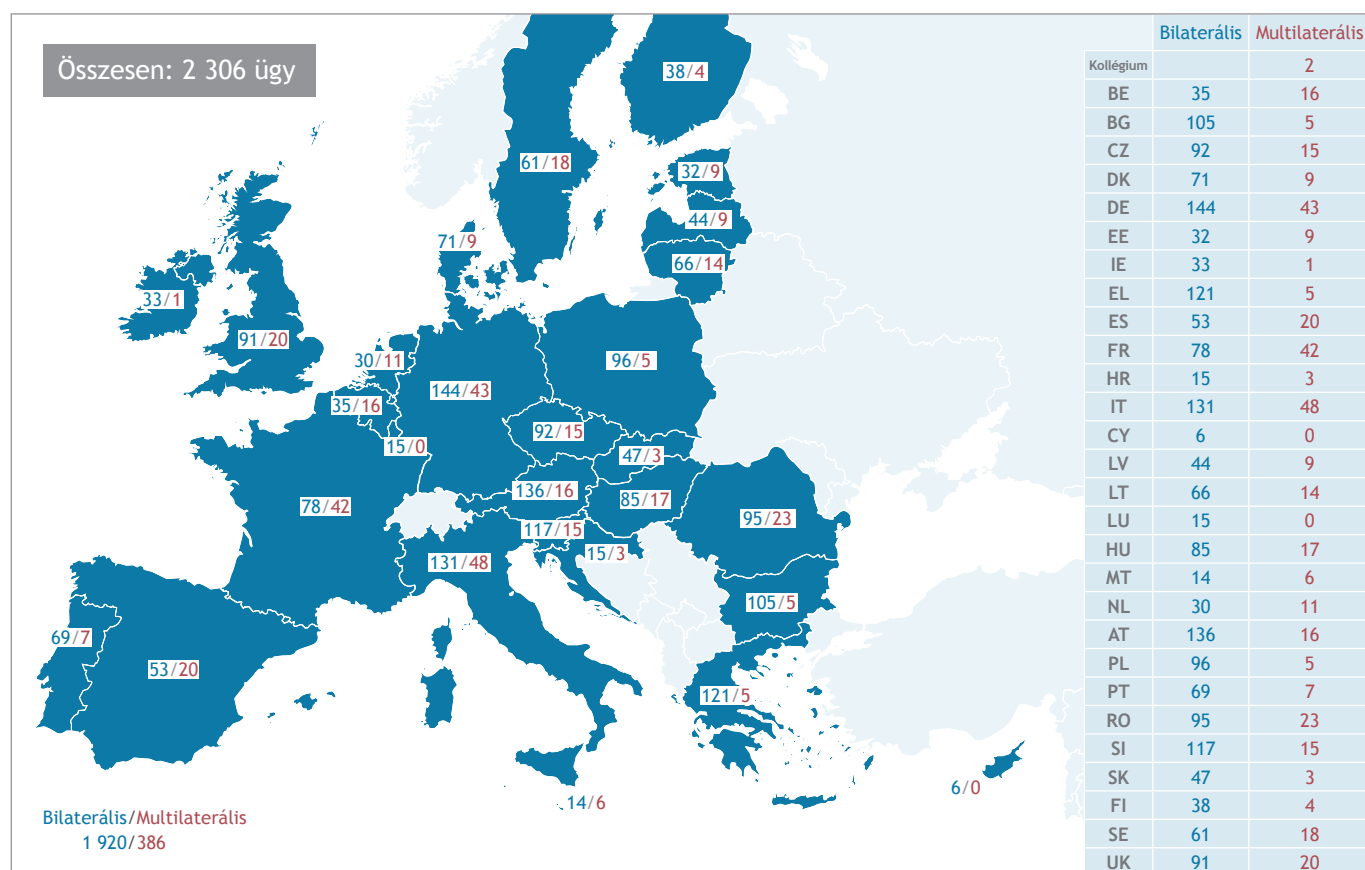 Összesen: 2 306 ügy
38/4
61/18
32/9
44/9
71/9
66/14
33/1
91/20
30/11
96/5
144/43
35/16
92/15
15/0
47/3
136/16
85/17
78/42
95/23
117/15
15/3
131/48
105/5
69/7
53/20
121/5
6/0
14/6
Bilaterális/Multilaterális
1 920/386
Bilaterális Multilaterális
Kollégium 2
BE 35 16
BG 105 5
CZ 92 15
DK 71 9
DE 144 43
EE 32 9
IE 33 1
EL 121 5
ES 53 20
FR 78 42
HR 15 3
IT 131 48
CY 6 0
LV 44 9
LT 66 14
LU 15 0
HU 85 17
MT 14 6
NL 30 11
AT 136 16
PL 96 5
PT 69 7
RO 95 23
SI 117 15
SK 47 3
FI 38 4
SE 61 18
UK 91 20